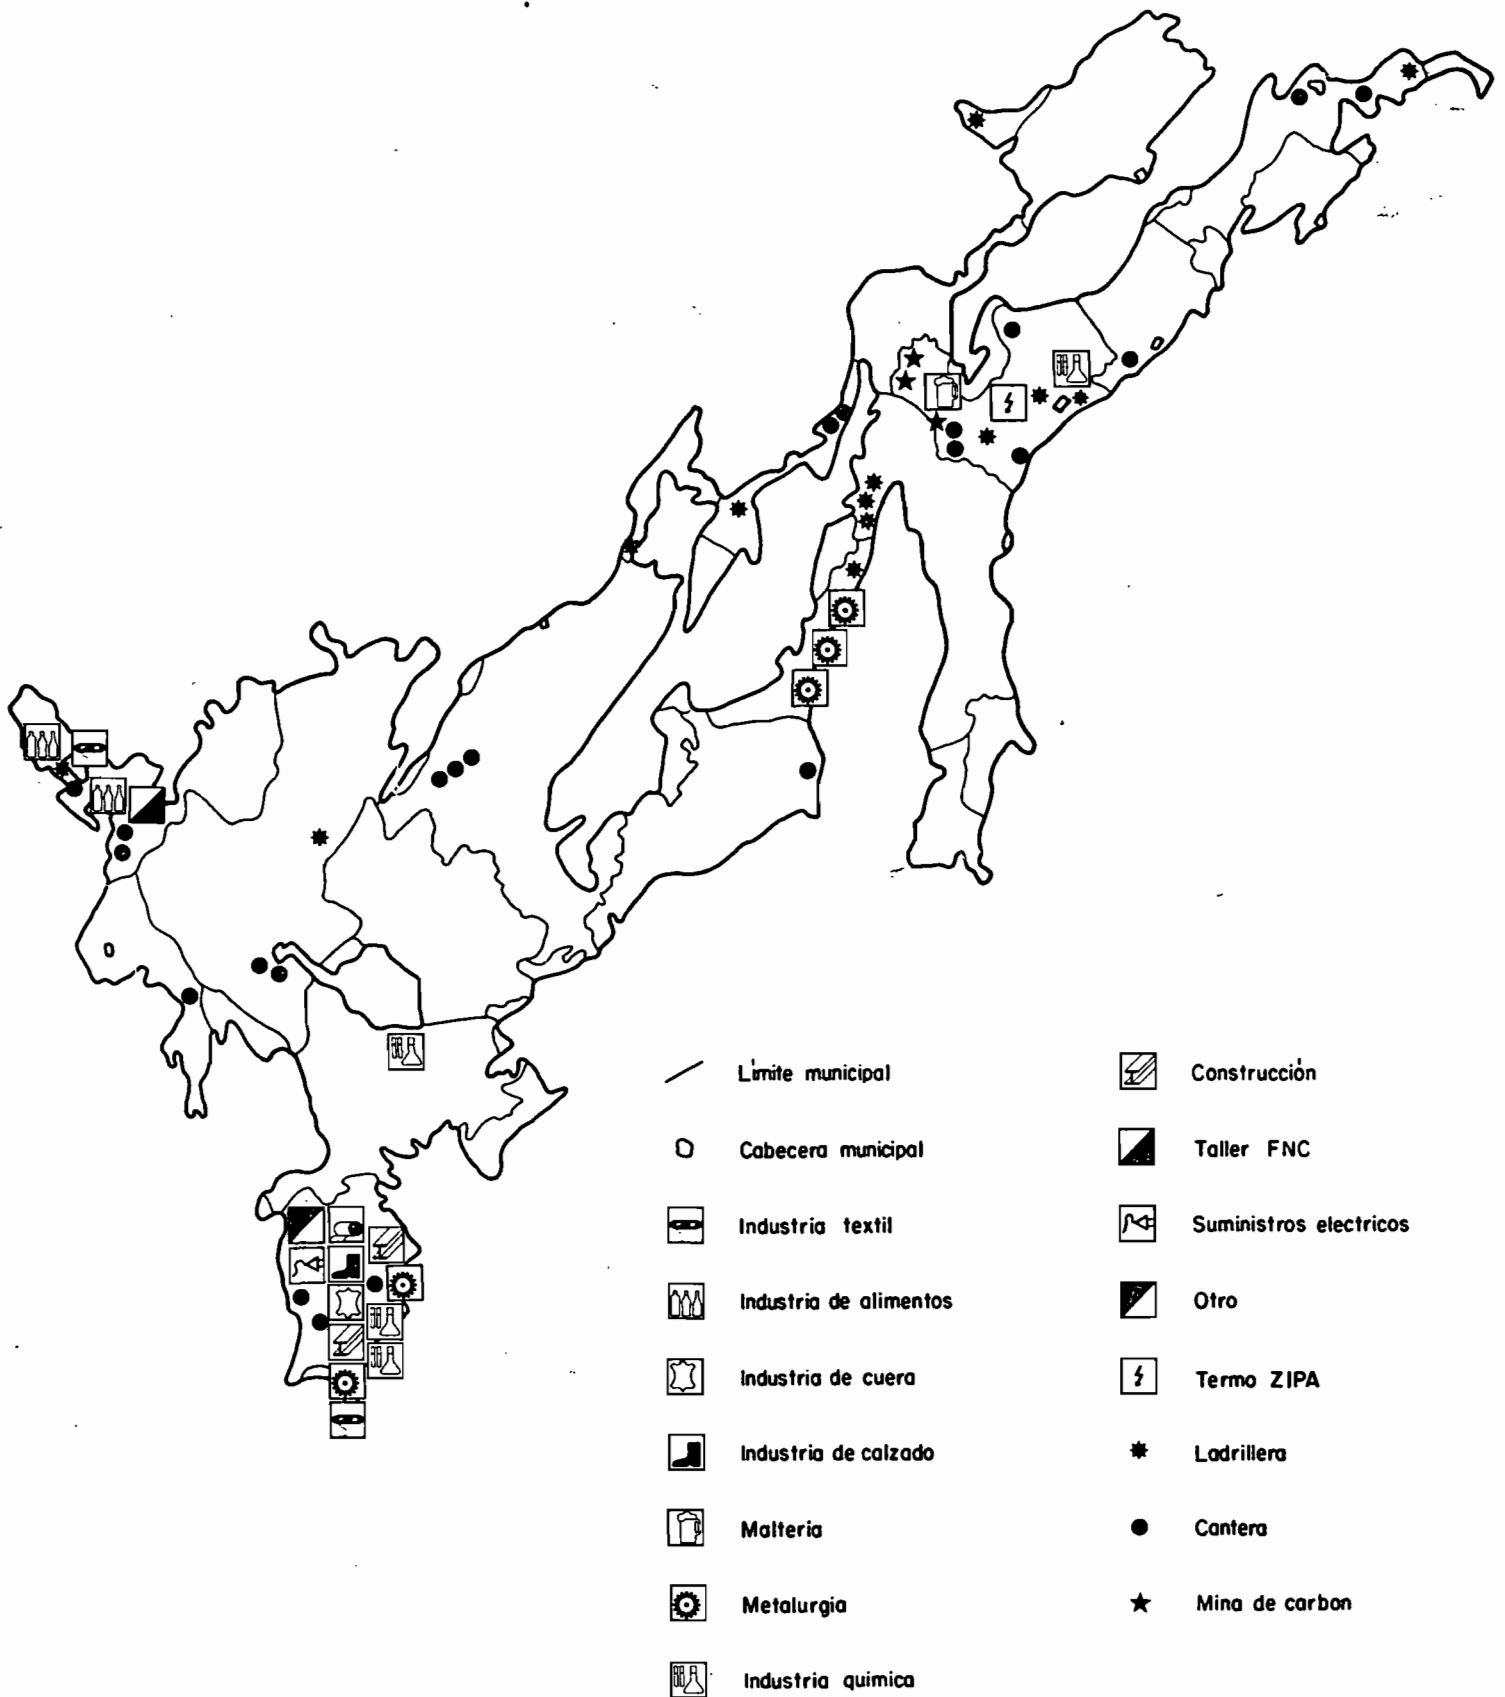 Límite municipal
Cabecera municipal
Industria textil
Industria de alimentos
Industria de cuera
Industria de calzado
Malteria
Metalurgia
Industria quimica
Construcción
Taller FNC
Suministros electricos
Otro
Termo ZIPA
Ladrillera
Cantera
Mina de carbon